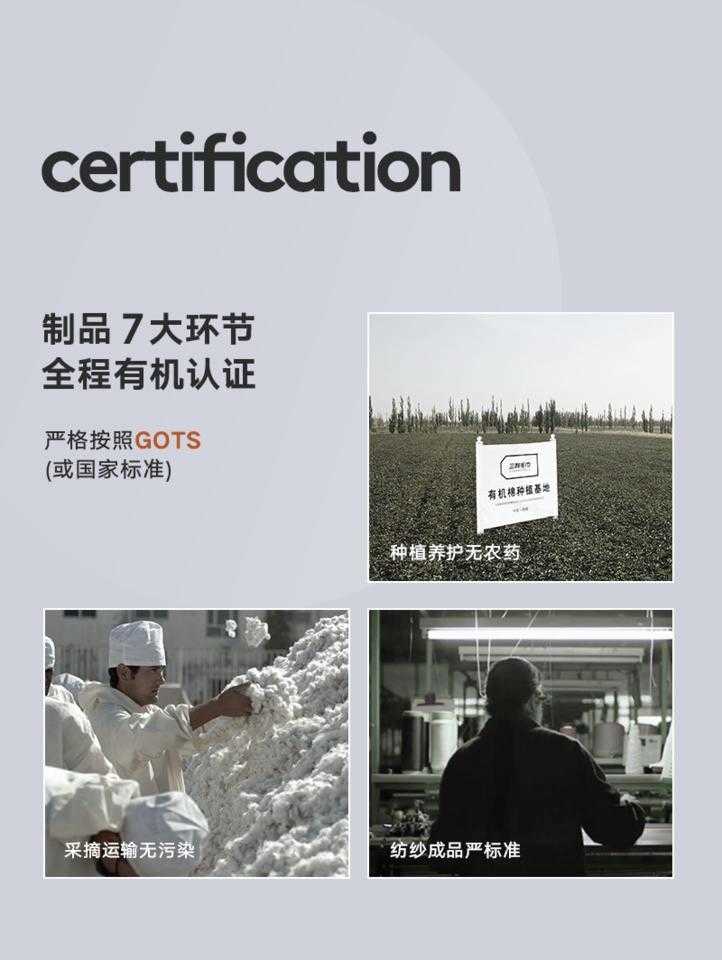 certification
制品7大环节
全程有机认证
严格按照GOTS
(或国家标准)
有机棉种植基地
种植养护无农药
采摘运输无污染
纺纱成品严标准